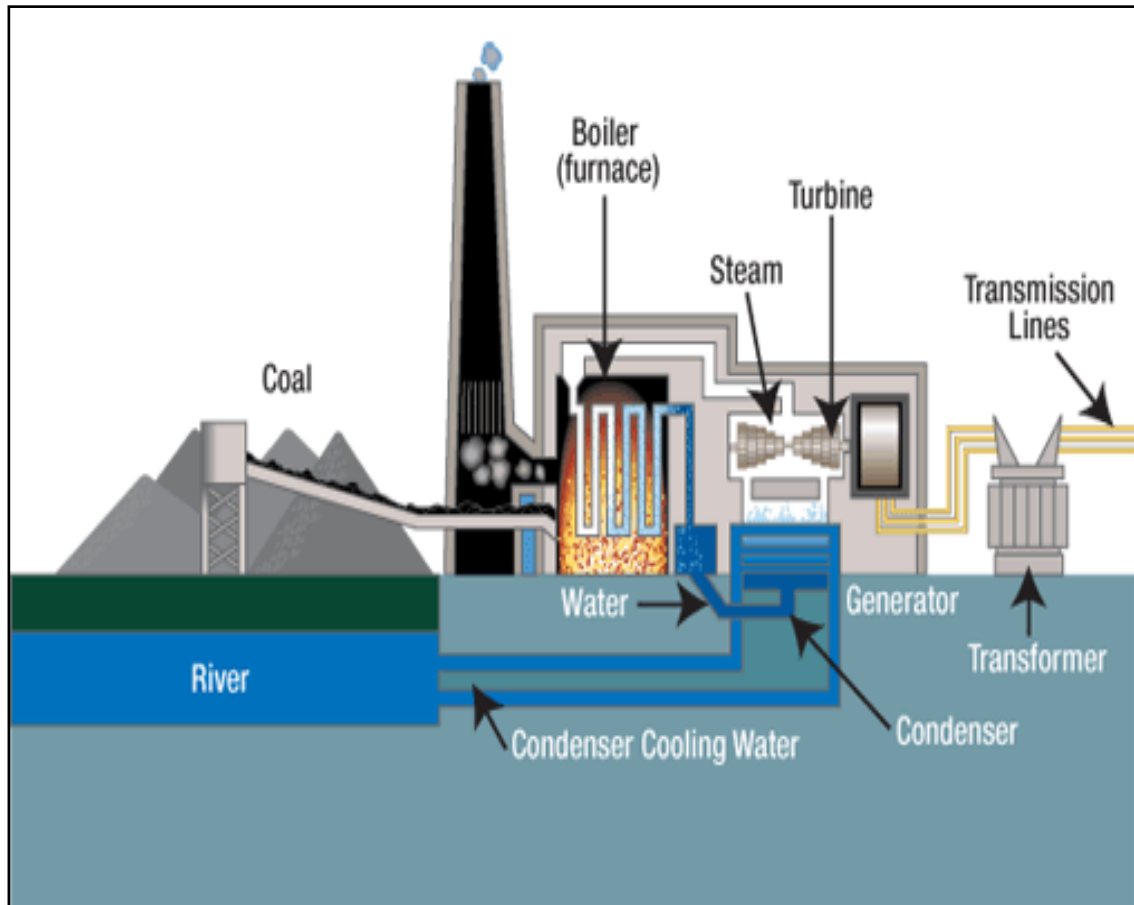 Boiler
(furnace)
Turbine
Steam
Transmission
Lines
Coal
Water
Generator
River
Transformer
Condenser Cooling Water
Condenser